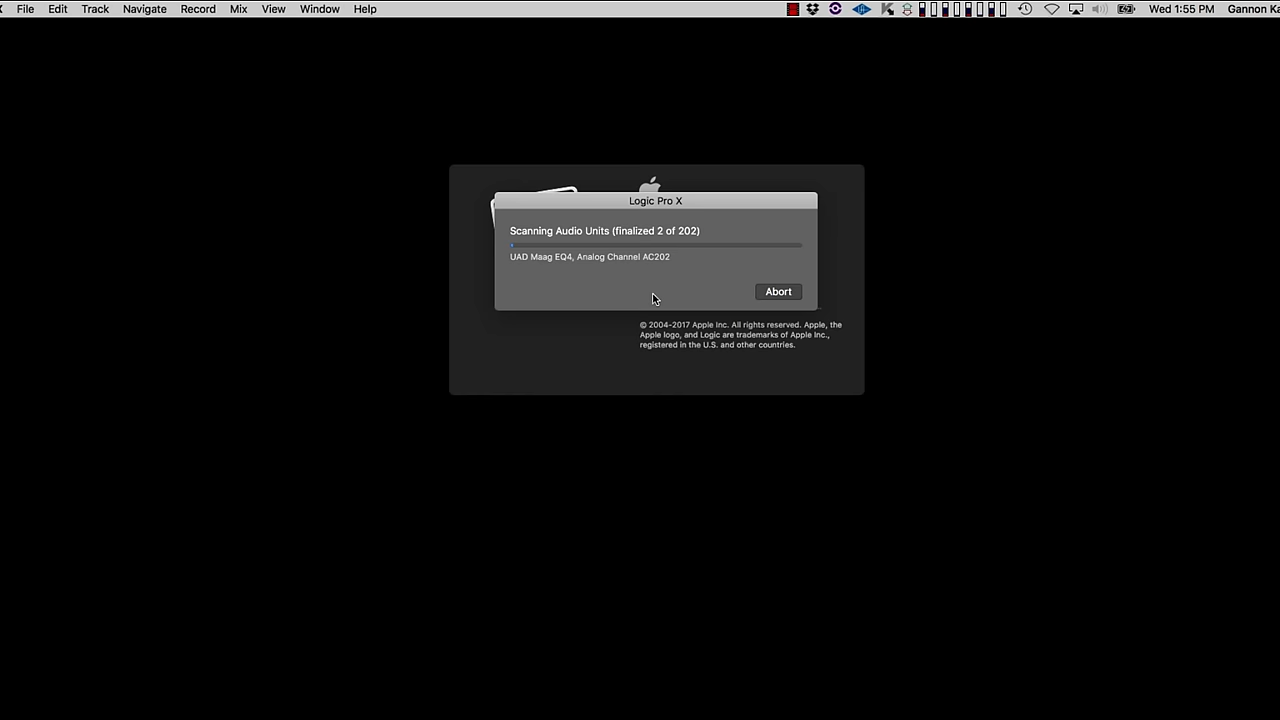 File Edit Track Navigate Record Mix View Window Help Wed 1:55 PM Gannon
Logic Pro X
Scanning Audio Units (finalized 2 of 202)
UAD Maag EQ4, Analog Channel AC202
Abort
© 2004-2017 Apple Inc. All rights reserved. Apple, the
Apple logo, and Logic are trademarks of Apple Inc.,
registered in the U.S. and other countries.